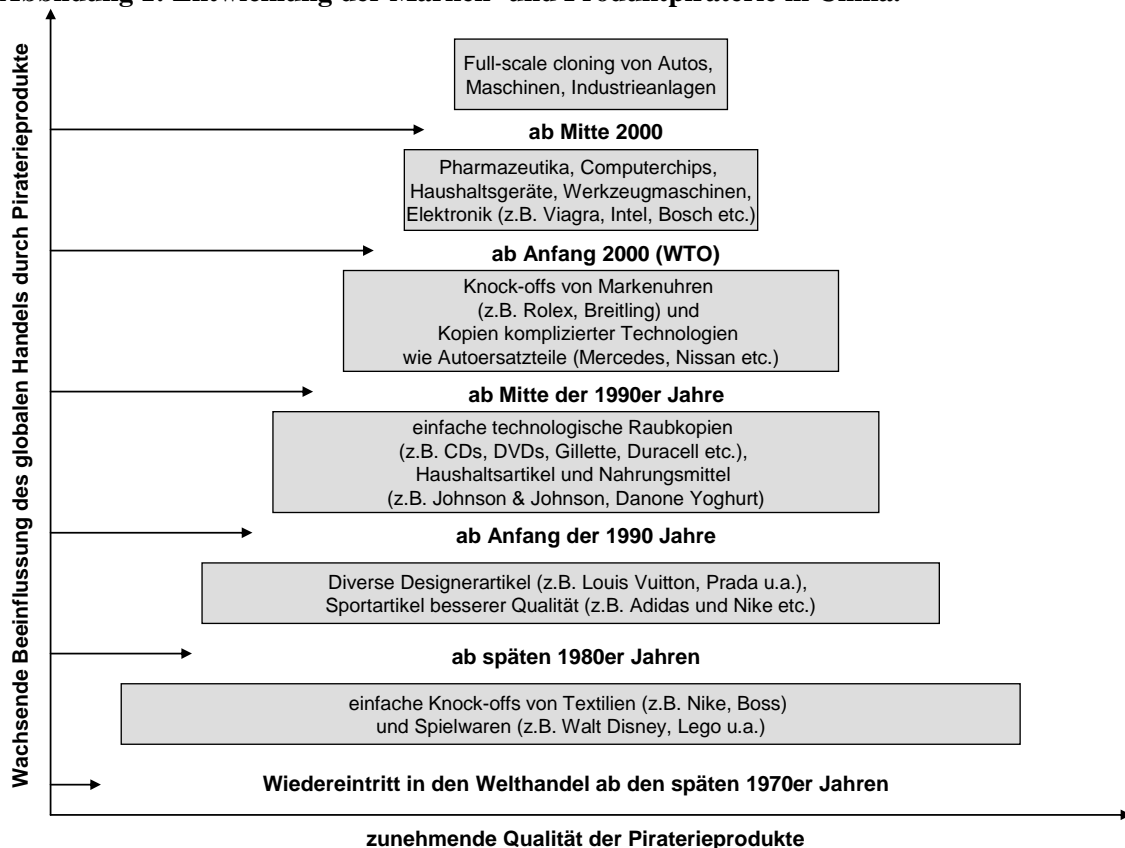 Abbildung 1: Entwicklung der Marken- und Produktpiraterie in China.
Full-scale cloning von Autos,
Maschinen, Industrieanlagen
ab Mitte 2000
Pharmazeutika, Computerchips,
Haushaltsgeräte, Werkzeugmaschinen,
Elektronik (z.B. Viagra, Intel, Bosch etc.)
ab Anfang 2000 (WTO)
Knock-offs von Markenuhren
(z.B. Rolex, Breitling) und
Kopien komplizierter Technologien
wie Autoersatzteile (Mercedes, Nissan etc.)
ab Mitte der 1990er Jahre
einfache technologische Raubkopien
(z.B. CDs, DVDs, Gillette, Duracell etc.),
Haushaltsartikel und Nahrungsmittel
(z.B. Johnson & Johnson, Danone Yoghurt)
ab Anfang der 1990 Jahre
Diverse Designerartikel (z.B. Louis Vuitton, Prada u.a.),
Sportartikel besserer Qualität (z.B. Adidas und Nike etc.)
ab späten 1980er Jahren
einfache Knock-offs von Textilien (z.B. Nike, Boss)
und Spielwaren (z.B. Walt Disney, Lego u.a.)
Wiedereintritt in den Welthandel ab den späten 1970er Jahren
zunehmende Qualität der Piraterieprodukte
Wachsende Beeinflussung des globalen Handels durch Piraterieprodukte